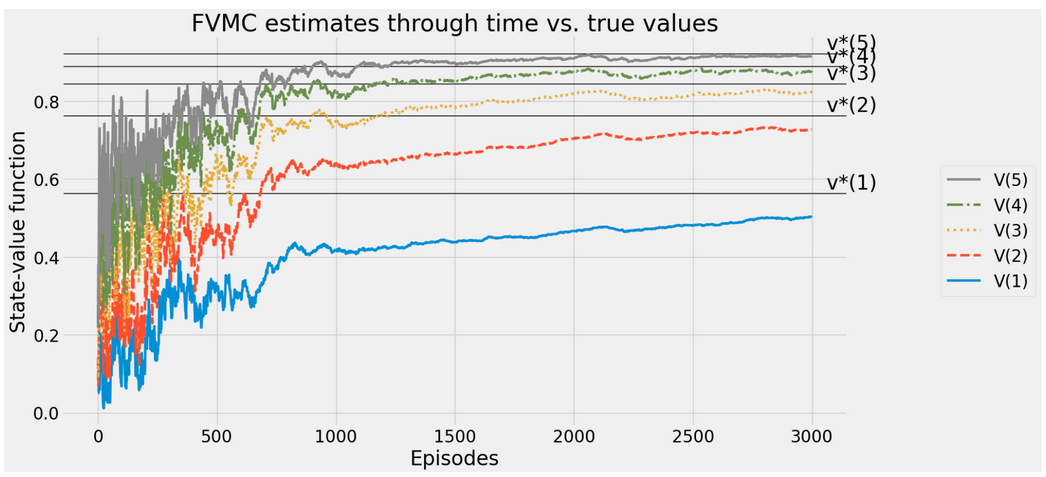 FVMC estimates through time vs. true values
v*(5)
v*(4)
v*(3)
v*(2)
v*(1)
0.8
0.6
0.4
0.2
0.0
State-value function
0 500 1000 1500 2000 2500 3000
Episodes
V(5)
V(4)
V(3)
V(2)
V(1)